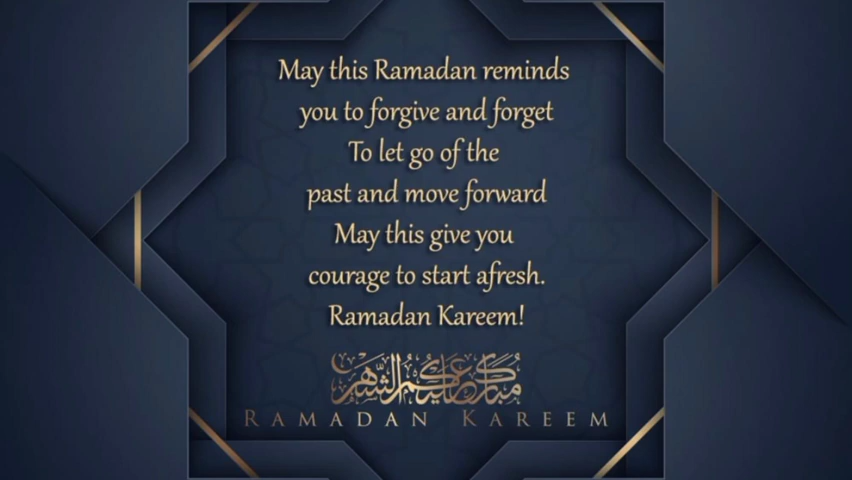 May this Ramadan reminds
you to forgive and forget
To let go of the
past and move forward
May this give you
courage to start afresh.
Ramadan Kareem!
مبارك عليكم الشهر
RAMADAN KAREEM